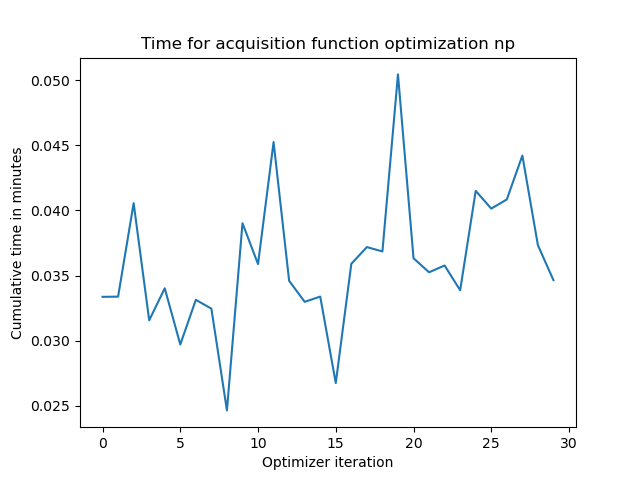 Time for acquisition function optimization np
0.050
0.045
0.040
0.035
0.030
0.025
Cumulative time in minutes
0 5 10 15 20 25 30
Optimizer iteration